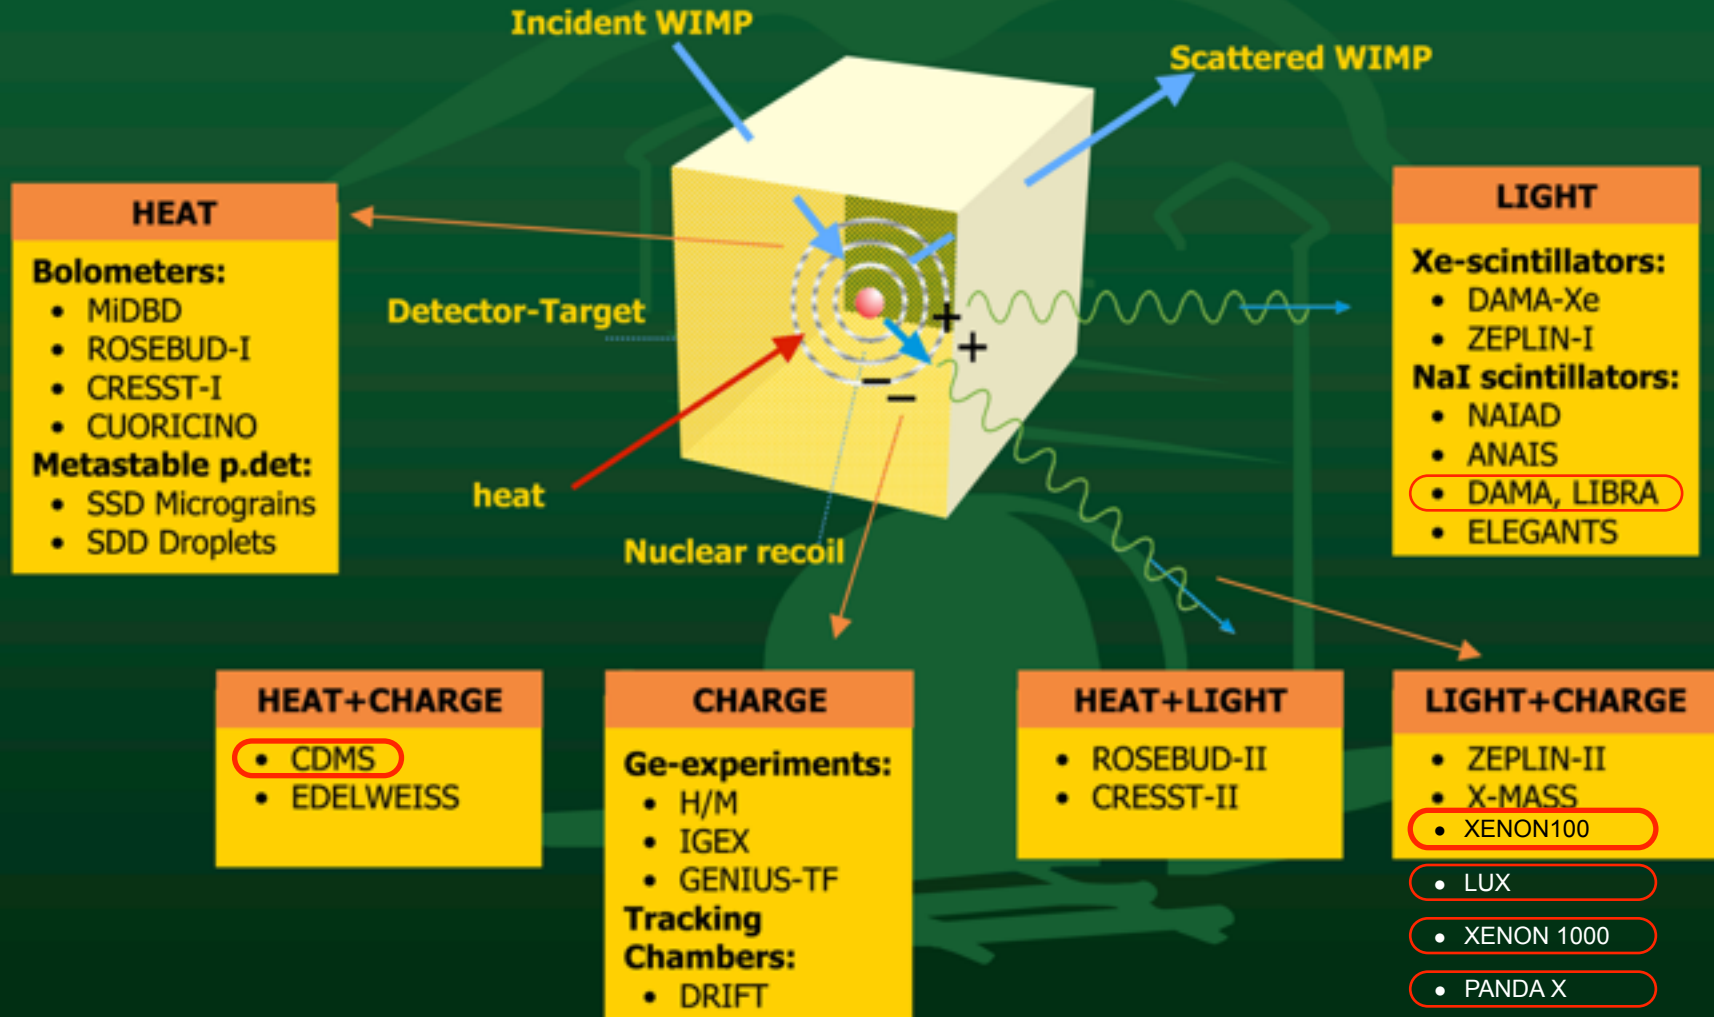 Incident WIMP
Scattered WIMP
HEAT
Bolometers:
• MiDBD
• ROSEBUD-I
• CRESST-I
• CUORICINO
Metastable p.det:
• SSD Micrograins
• SDD Droplets
Detector-Target
+
+
−
−
heat
Nuclear recoil
LIGHT
Xe-scintillators:
• DAMA-Xe
• ZEPLIN-I
NaI scintillators:
• NAIAD
• ANAIS
• DAMA, LIBRA
• ELEGANTS
HEAT+CHARGE
• CDMS
• EDELWEISS
CHARGE
Ge-experiments:
• H/M
• IGEX
• GENIUS-TF
Tracking
Chambers:
• DRIFT
HEAT+LIGHT
• ROSEBUD-II
• CRESST-II
LIGHT+CHARGE
• ZEPLIN-II
• X-MASS
• XENON100
• LUX
• XENON 1000
• PANDA X